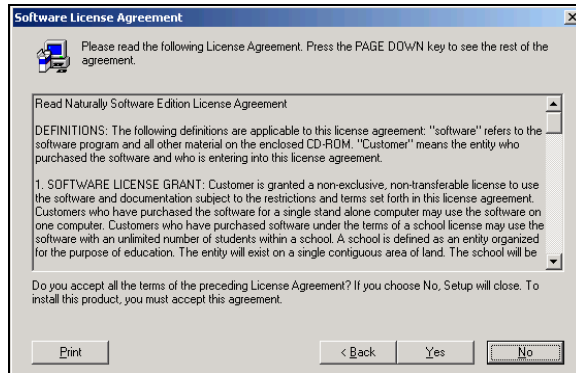 Software License Agreement
Please read the following License Agreement. Press the PAGE DOWN key to see the rest of the
agreement.
Read Naturally Software Edition License Agreement
DEFINITIONS: The following definitions are applicable to this license agreement: "software" refers to the
software program and all other material on the enclosed CD-ROM. "Customer" means the entity who
purchased the software and who is entering into this license agreement.
1. SOFTWARE LICENSE GRANT: Customer is granted a non-exclusive, non-transferable license to use
the software and documentation subject to the restrictions and terms set forth in this license agreement.
Customers who have purchased the software for a single stand alone computer may use the software on
one computer. Customers who have purchased software under the terms of a school license may use the
software with an unlimited number of students within a school. A school is defined as an entity organized
for the purpose of education. The entity will exist on a single contiguous area of land. The school will be
Do you accept all the terms of the preceding License Agreement? If you choose No, Setup will close. To
install this product, you must accept this agreement.
Print < Back Yes No